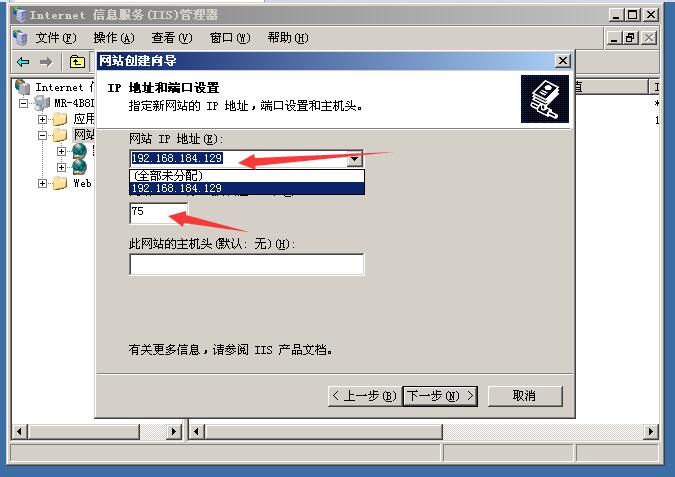 Internet 信息服务(IIS)管理器
文件(F) 操作(A) 查看(V) 窗口(W) 帮助(H)
网站创建向导
IP 地址和端口设置
指定新网站的 IP 地址,端口设置和主机头。
Internet
MR-4B8
应用
网站
Web
值
网站 IP 地址(E):
192.168.184.129
(全部未分配)
192.168.184.129
75
此网站的主机头(默认: 无)(H):
有关更多信息,请参阅 IIS 产品文档。
< 上一步(B) 下一步(N) > 取消